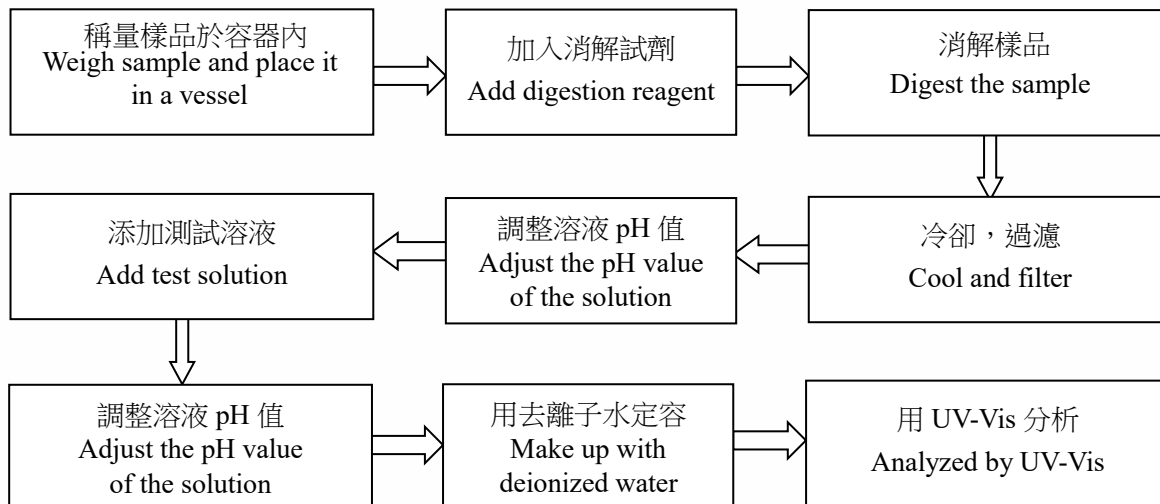 稱量樣品於容器內
Weigh sample and place it
in a vessel
加入消解試劑
Add digestion reagent
消解樣品
Digest the sample
冷卻，過濾
Cool and filter
調整溶液 pH 值
Adjust the pH value
of the solution
添加測試溶液
Add test solution
調整溶液 pH 值
Adjust the pH value
of the solution
用去離子水定容
Make up with
deionized water
用 UV-Vis 分析
Analyzed by UV-Vis